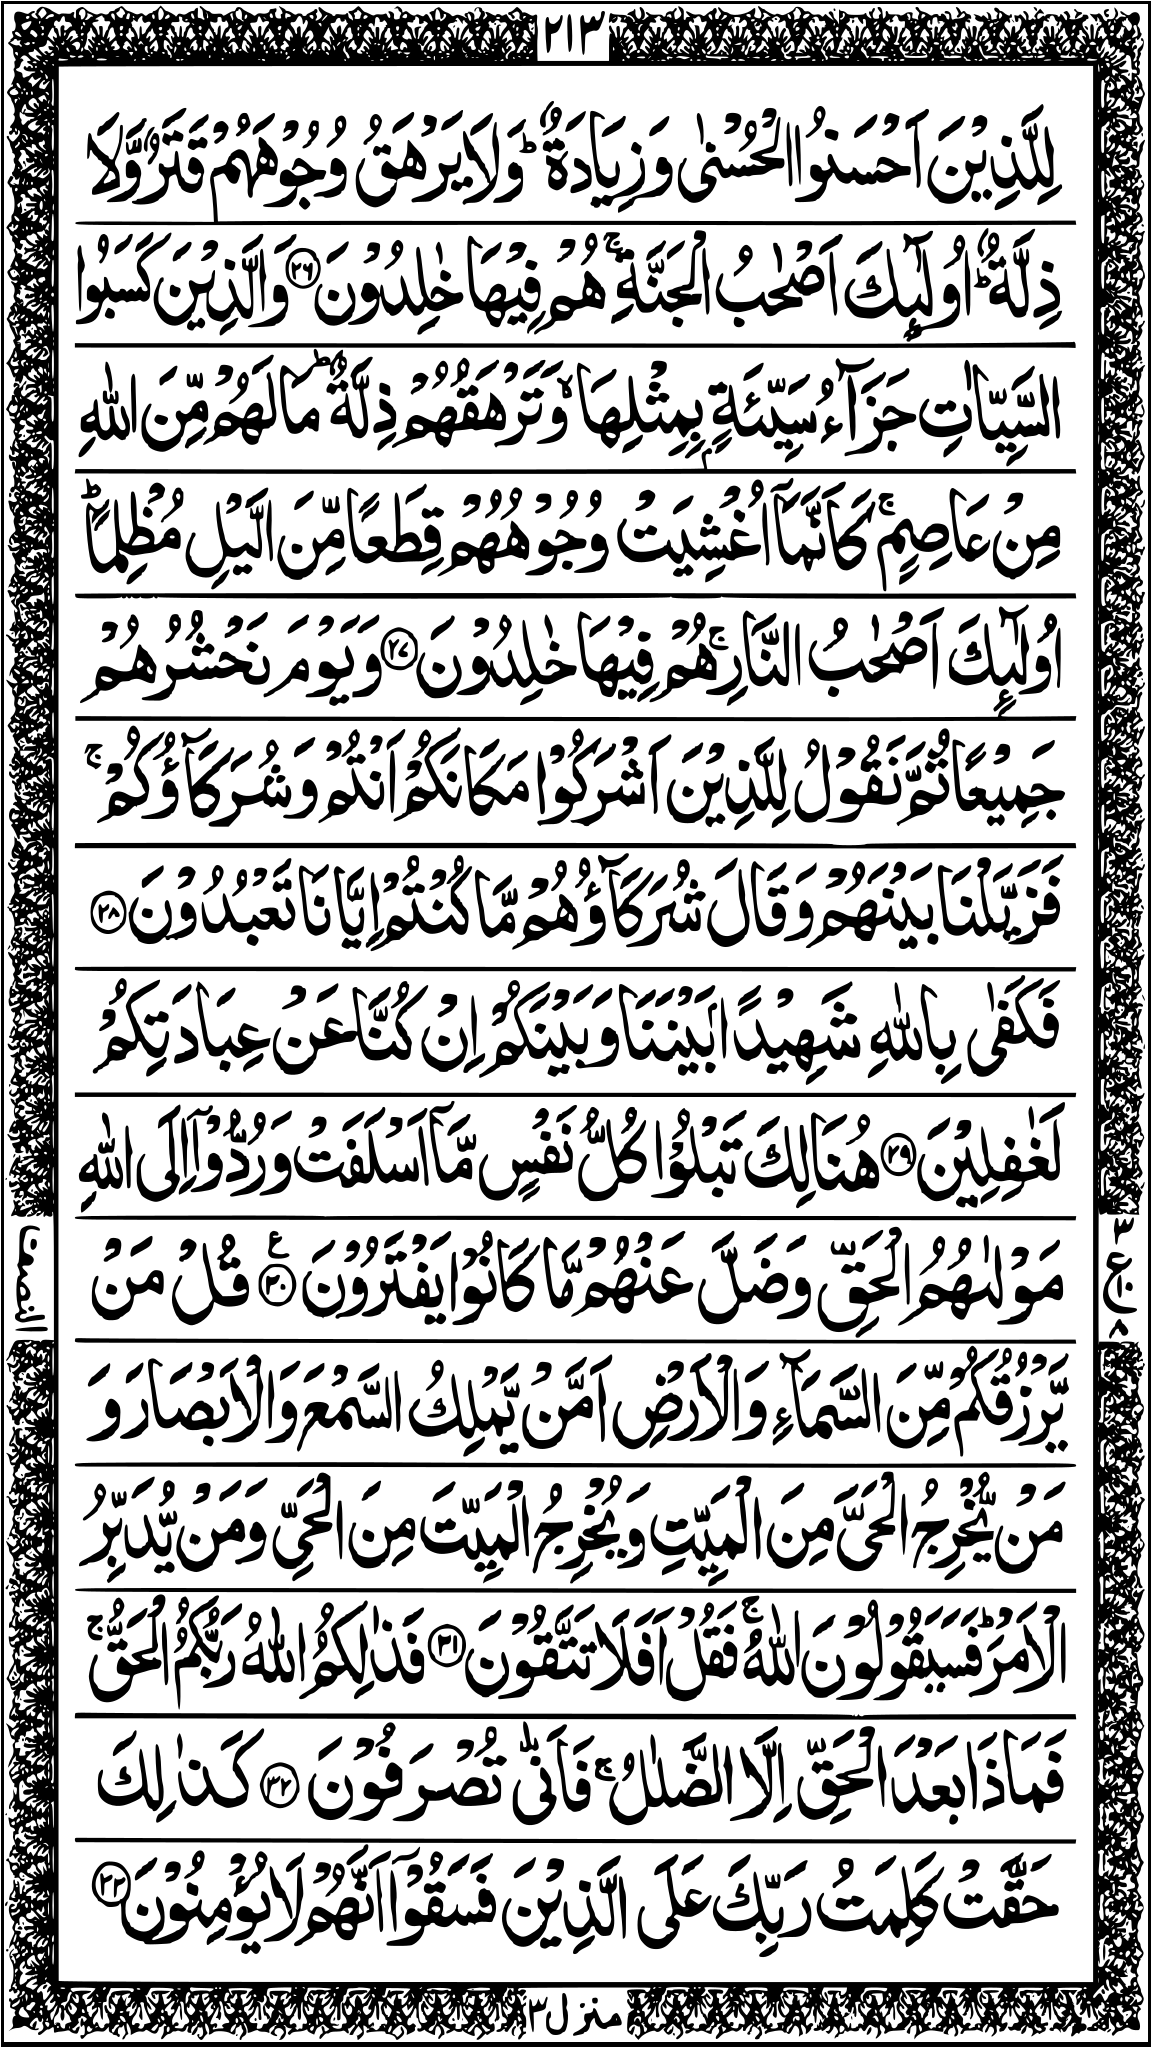 ٢١٣
لِلَّذِيْنَ اَحْسَنُوا الْحُسْنٰى وَزِيَادَةٌ ؕ وَلَا يَرْهَقُ وُجُوْهَهُمْ قَتَرٌ وَّلَا
ذِلَّةٌ ؕ اُولٰٓئِكَ اَصْحٰبُ الْجَنَّةِ ۚ هُمْ فِيْهَا خٰلِدُوْنَ ﴿٢٦﴾ وَالَّذِيْنَ كَسَبُوا
السَّيِّاٰتِ جَزَآءُ سَيِّئَةٍۭ بِمِثْلِهَا ۙ وَتَرْهَقُهُمْ ذِلَّةٌ ؕ مَا لَهُمْ مِّنَ اللّٰهِ
مِنْ عَاصِمٍ ۚ كَاَنَّمَاۤ اُغْشِيَتْ وُجُوْهُهُمْ قِطَعًا مِّنَ الَّيْلِ مُظْلِمًا ؕ
اُولٰٓئِكَ اَصْحٰبُ النَّارِ ۚ هُمْ فِيْهَا خٰلِدُوْنَ ﴿٢٧﴾ وَيَوْمَ نَحْشُرُهُمْ
جَمِيْعًا ثُمَّ نَقُوْلُ لِلَّذِيْنَ اَشْرَكُوْا مَكَانَكُمْ اَنْتُمْ وَشُرَكَآؤُكُمْ ۚ
فَزَيَّلْنَا بَيْنَهُمْ وَقَالَ شُرَكَآؤُهُمْ مَّا كُنْتُمْ اِيَّانَا تَعْبُدُوْنَ ﴿٢٨﴾
فَكَفٰى بِاللّٰهِ شَهِيْدًۢا بَيْنَنَا وَبَيْنَكُمْ اِنْ كُنَّا عَنْ عِبَادَتِكُمْ
لَغٰفِلِيْنَ ﴿٢٩﴾ هُنَالِكَ تَبْلُوْا كُلُّ نَفْسٍ مَّاۤ اَسْلَفَتْ وَرُدُّوْۤا اِلَى اللّٰهِ
مَوْلٰىهُمُ الْحَقِّ وَضَلَّ عَنْهُمْ مَّا كَانُوْا يَفْتَرُوْنَ ﴿٣٠﴾ ع قُلْ مَنْ
يَّرْزُقُكُمْ مِّنَ السَّمَآءِ وَالْاَرْضِ اَمَّنْ يَّمْلِكُ السَّمْعَ وَالْاَبْصَارَ وَ
مَنْ يُّخْرِجُ الْحَيَّ مِنَ الْمَيِّتِ وَيُخْرِجُ الْمَيِّتَ مِنَ الْحَيِّ وَمَنْ يُّدَبِّرُ
الْاَمْرَ ؕ فَسَيَقُوْلُوْنَ اللّٰهُ ۚ فَقُلْ اَفَلَا تَتَّقُوْنَ ﴿٣١﴾ فَذٰلِكُمُ اللّٰهُ رَبُّكُمُ الْحَقُّ ۚ
فَمَاذَا بَعْدَ الْحَقِّ اِلَّا الضَّلٰلُ ۚ فَاَنّٰى تُصْرَفُوْنَ ﴿٣٢﴾ كَذٰلِكَ
حَقَّتْ كَلِمَتُ رَبِّكَ عَلَى الَّذِيْنَ فَسَقُوْۤا اَنَّهُمْ لَا يُؤْمِنُوْنَ ﴿٣٣﴾
٣ ع ١٠ ٨
النصف
منزل ٣